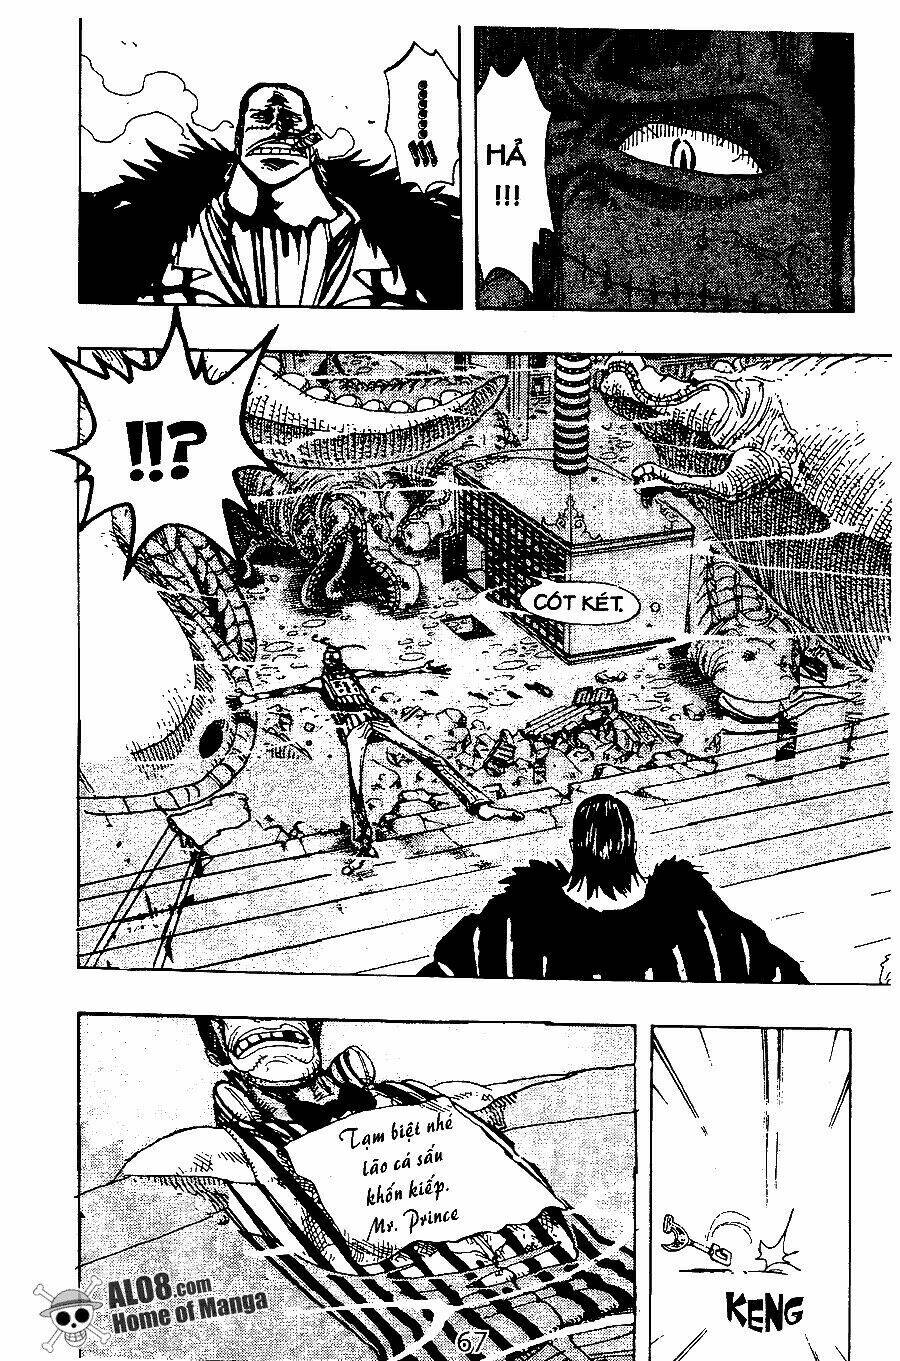 HẢ
!!!
!!?
CÓT KÉT.
Tạm biệt nhé
lão cá sấu
khốn kiếp.
Mr. Prince
KENG
ALO8.com
Home of Manga
67